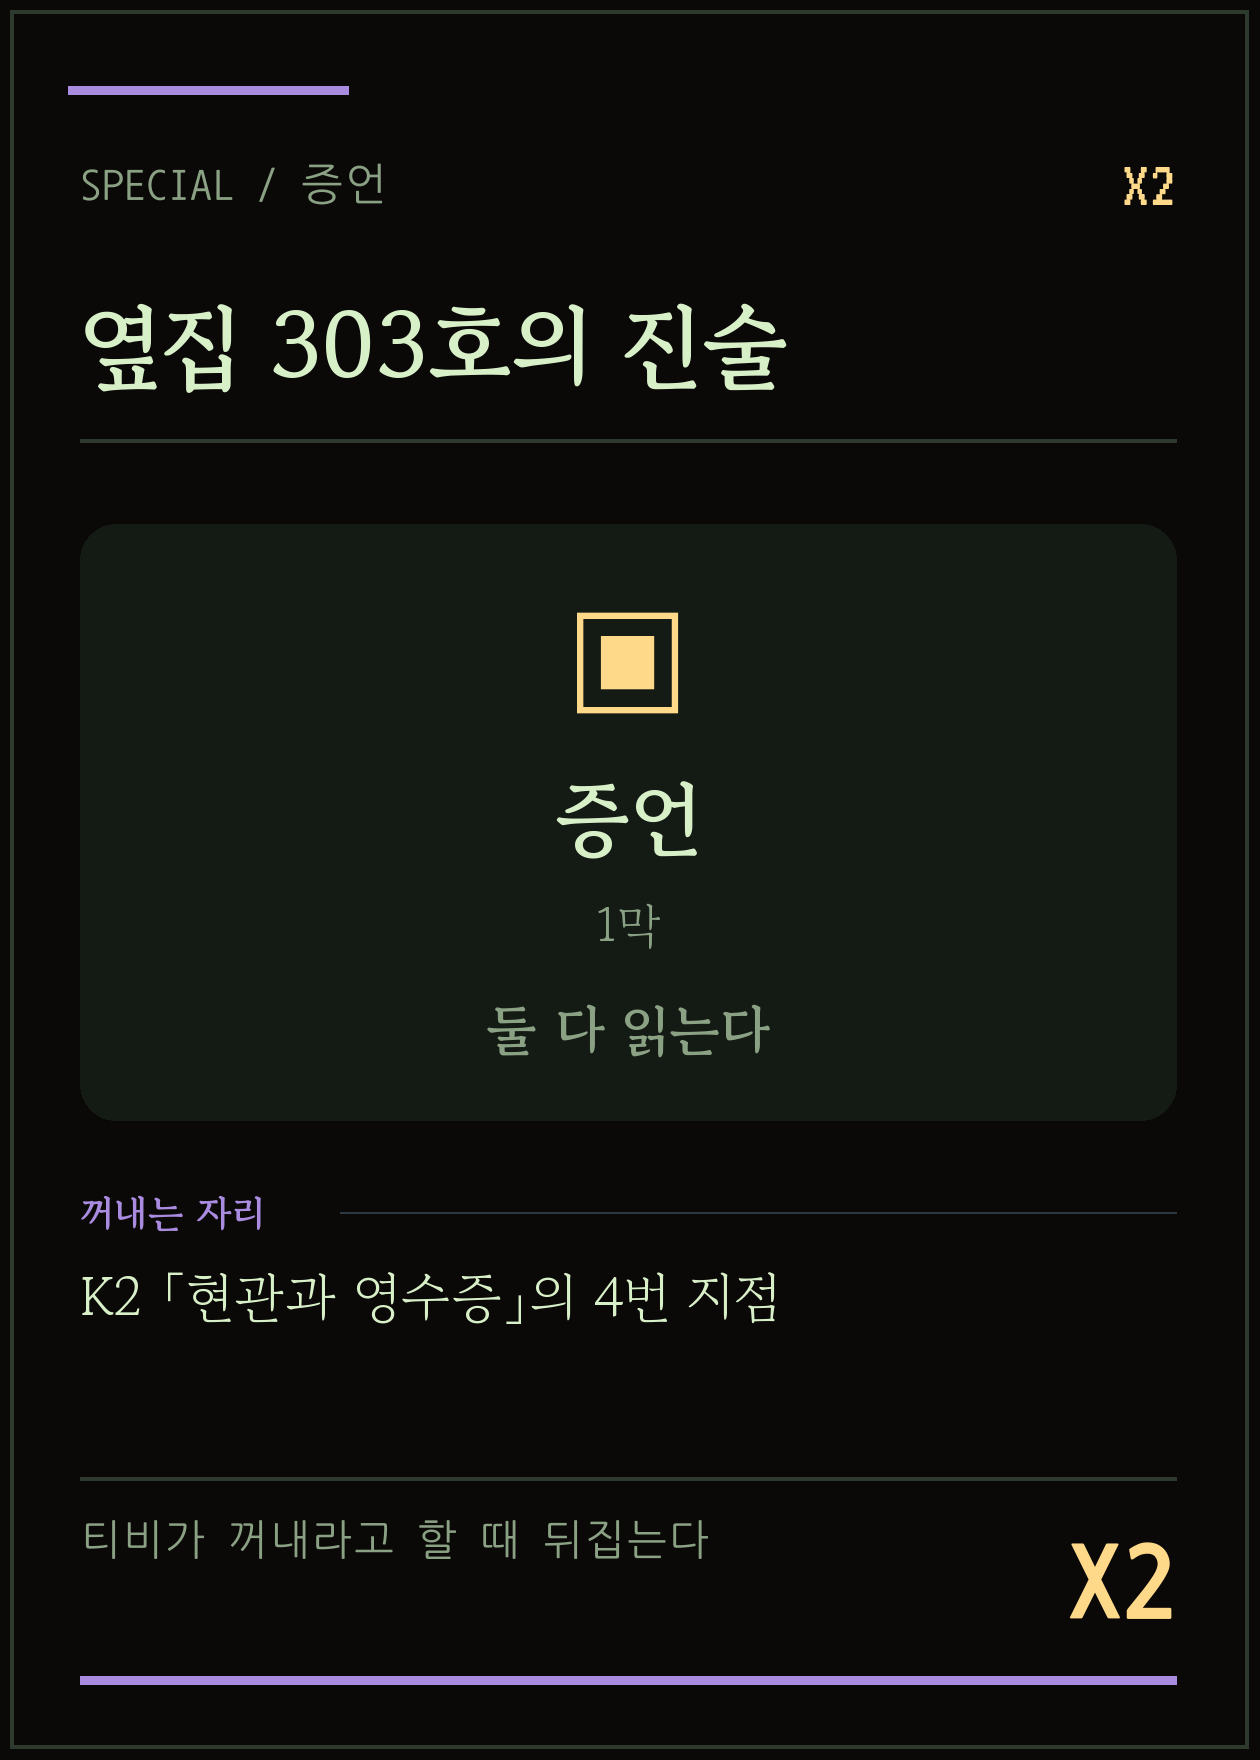 SPECIAL / 증언
X2
옆집 303호의 진술
증언
1막
둘 다 읽는다
꺼내는 자리
K2 「현관과 영수증」의 4번 지점
티비가 꺼내라고 할 때 뒤집는다
X2